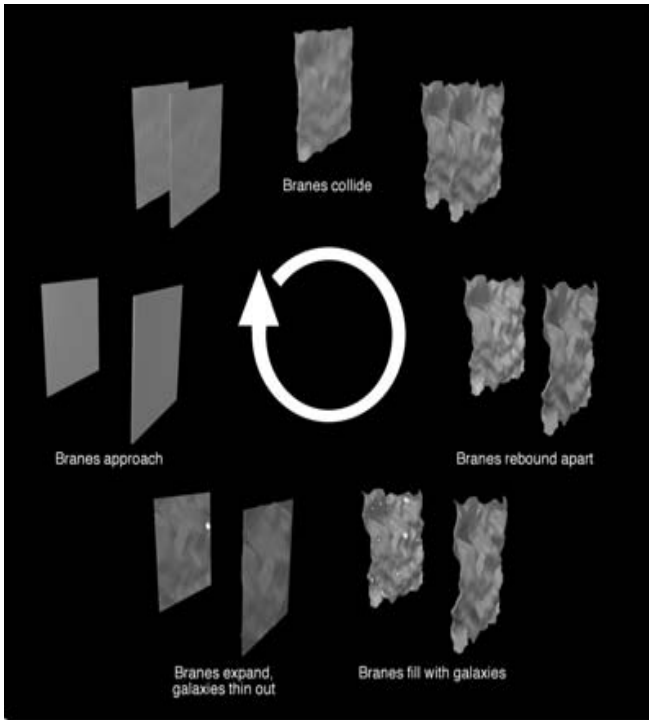 Branes collide
Branes approach
Branes rebound apart
Branes expand,
galaxies thin out
Branes fill with galaxies